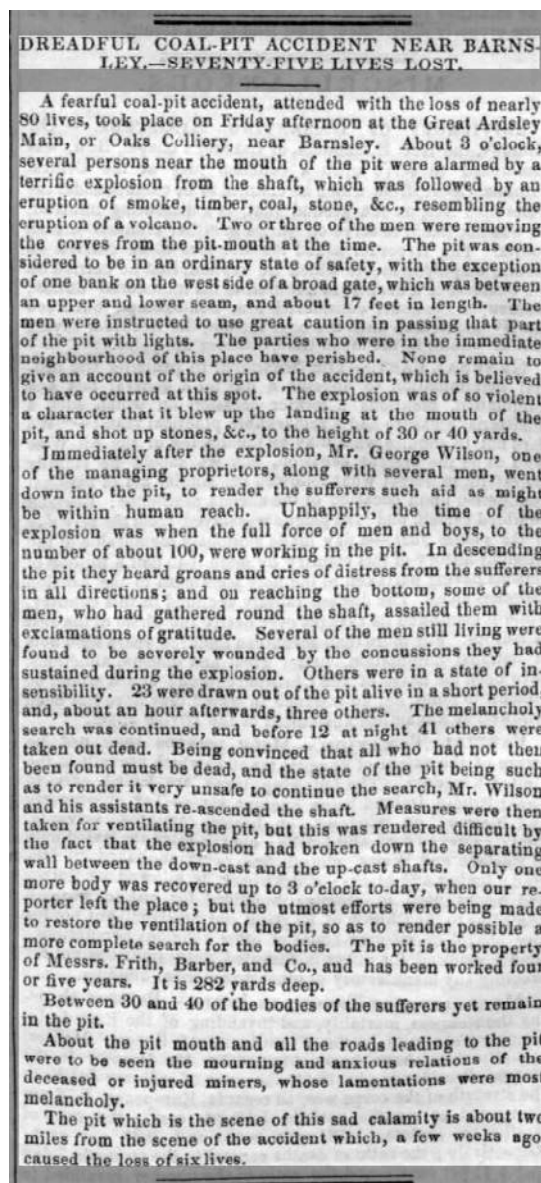 DREADFUL COAL-PIT ACCIDENT NEAR BARNS-
LEY.—SEVENTY-FIVE LIVES LOST.
A fearful coal-pit accident, attended with the loss of nearly
80 lives, took place on Friday afternoon at the Great Ardsley
Main, or Oaks Colliery, near Barnsley. About 3 o'clock,
several persons near the mouth of the pit were alarmed by a
terrific explosion from the shaft, which was followed by an
eruption of smoke, timber, coal, stone, &c., resembling the
eruption of a volcano. Two or three of the men were removing
the corves from the pit-mouth at the time. The pit was con-
sidered to be in an ordinary state of safety, with the exception
of one bank on the west side of a broad gate, which was between
an upper and lower seam, and about 17 feet in length. The
men were instructed to use great caution in passing that part
of the pit with lights. The parties who were in the immediate
neighbourhood of this place have perished. None remain to
give an account of the origin of the accident, which is believed
to have occurred at this spot. The explosion was of so violent
a character that it blew up the landing at the mouth of the
pit, and shot up stones, &c., to the height of 30 or 40 yards.
Immediately after the explosion, Mr. George Wilson, one
of the managing proprietors, along with several men, went
down into the pit, to render the sufferers such aid as might
be within human reach. Unhappily, the time of the
explosion was when the full force of men and boys, to the
number of about 100, were working in the pit. In descending
the pit they heard groans and cries of distress from the sufferers
in all directions; and on reaching the bottom, some of the
men, who had gathered round the shaft, assailed them with
exclamations of gratitude. Several of the men still living were
found to be severely wounded by the concussions they had
sustained during the explosion. Others were in a state of in-
sensibility. 23 were drawn out of the pit alive in a short period,
and, about an hour afterwards, three others. The melancholy
search was continued, and before 12 at night 41 others were
taken out dead. Being convinced that all who had not then
been found must be dead, and the state of the pit being such
as to render it very unsafe to continue the search, Mr. Wilson
and his assistants re-ascended the shaft. Measures were then
taken for ventilating the pit, but this was rendered difficult by
the fact that the explosion had broken down the separating
wall between the down-cast and the up-cast shafts. Only one
more body was recovered up to 3 o'clock to-day, when our re-
porter left the place; but the utmost efforts were being made
to restore the ventilation of the pit, so as to render possible a
more complete search for the bodies. The pit is the property
of Messrs. Frith, Barber, and Co., and has been worked four
or five years. It is 282 yards deep.
Between 30 and 40 of the bodies of the sufferers yet remain
in the pit.
About the pit mouth and all the roads leading to the pit
were to be seen the mourning and anxious relations of the
deceased or injured miners, whose lamentations were most
melancholy.
The pit which is the scene of this sad calamity is about two
miles from the scene of the accident which, a few weeks ago
caused the loss of six lives.